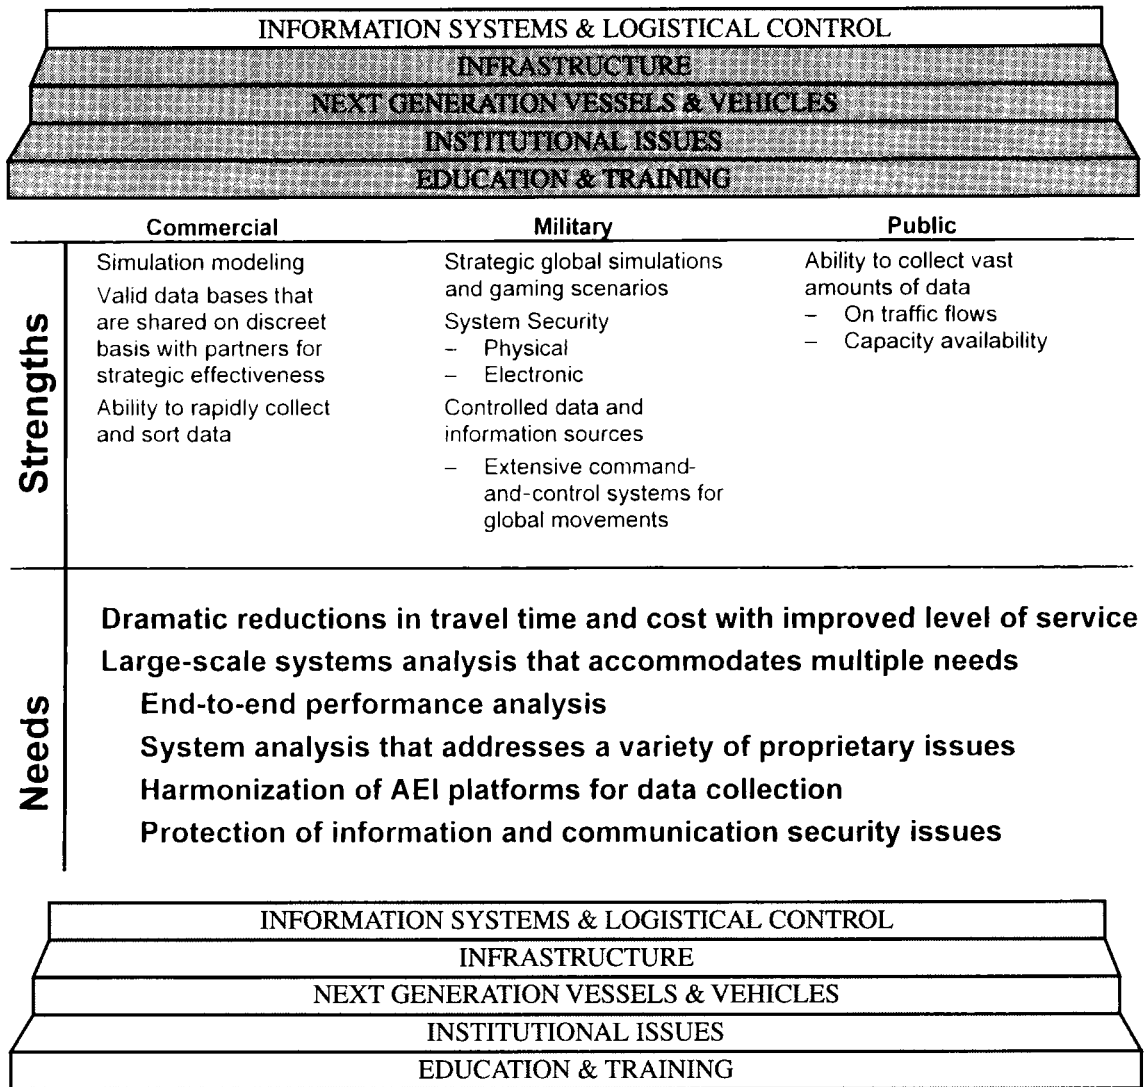 INFORMATION SYSTEMS & LOGISTICAL CONTROL
INFRASTRUCTURE
NEXT GENERATION VESSELS & VEHICLES
INSTITUTIONAL ISSUES
EDUCATION & TRAINING
Commercial Military Public
Strengths
Simulation modeling
Valid data bases that
are shared on discreet
basis with partners for
strategic effectiveness
Ability to rapidly collect
and sort data
Strategic global simulations
and gaming scenarios
System Security
– Physical
– Electronic
Controlled data and
information sources
– Extensive command-
and-control systems for
global movements
Ability to collect vast
amounts of data
– On traffic flows
– Capacity availability
Needs
Dramatic reductions in travel time and cost with improved level of service
Large-scale systems analysis that accommodates multiple needs
End-to-end performance analysis
System analysis that addresses a variety of proprietary issues
Harmonization of AEI platforms for data collection
Protection of information and communication security issues
INFORMATION SYSTEMS & LOGISTICAL CONTROL
INFRASTRUCTURE
NEXT GENERATION VESSELS & VEHICLES
INSTITUTIONAL ISSUES
EDUCATION & TRAINING